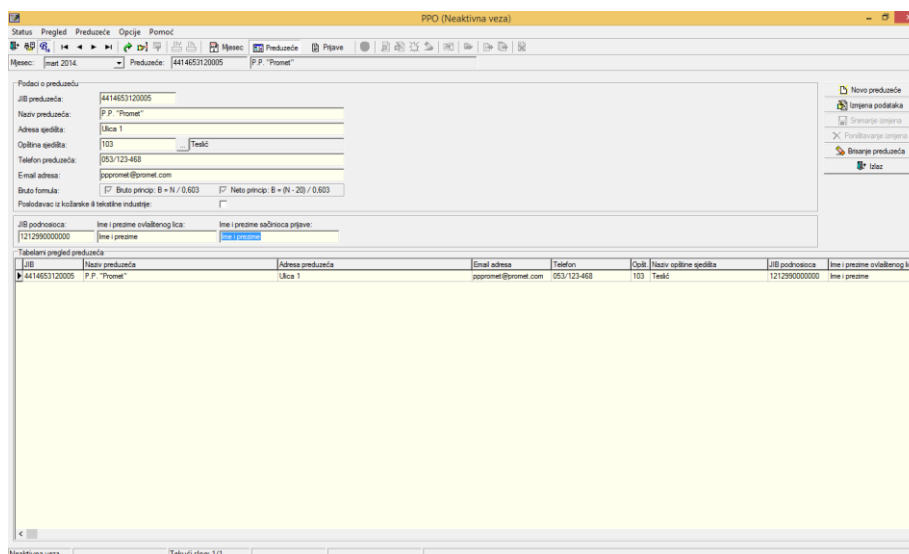 PPO (Neaktivna veza)
Status Pregled Preduzeće Opcije Pomoć
Mjesec Preduzeće Prijave
Mjesec: mart 2014. Preduzeće: 4414653120005 P.P. "Promet"
Podaci o preduzeću
JIB preduzeća: 4414653120005
Naziv preduzeća: P.P. "Promet"
Adresa sjedišta: Ulica 1
Opština sjedišta: 103 ... Teslić
Telefon preduzeća: 053/123-468
Email adresa: pppromet@promet.com
Bruto formula: Bruto princip: B = N / 0,603 Neto princip: B = (N - 20) / 0,603
Poslodavac iz kožarske ili tekstilne industrije:
Novo preduzeće
Izmjena podataka
Snimanje izmjena
Poništavanje izmjena
Brisanje preduzeća
Izlaz
JIB podnosioca: Ime i prezime ovlaštenog lica: Ime i prezime sačinioca prijave:
1212990000000 Ime i prezime Ime i prezime
Tabelarni pregled preduzeća
JIB Naziv preduzeća Adresa preduzeća Email adresa Telefon Opšt. Naziv opštine sjedišta JIB podnosioca Ime i prezime ovlaštenog li
4414653120005 P.P. "Promet" Ulica 1 pppromet@promet.com 053/123-468 103 Teslić 1212990000000 Ime i prezime
Neaktivna veza Tekući slog: 1/1